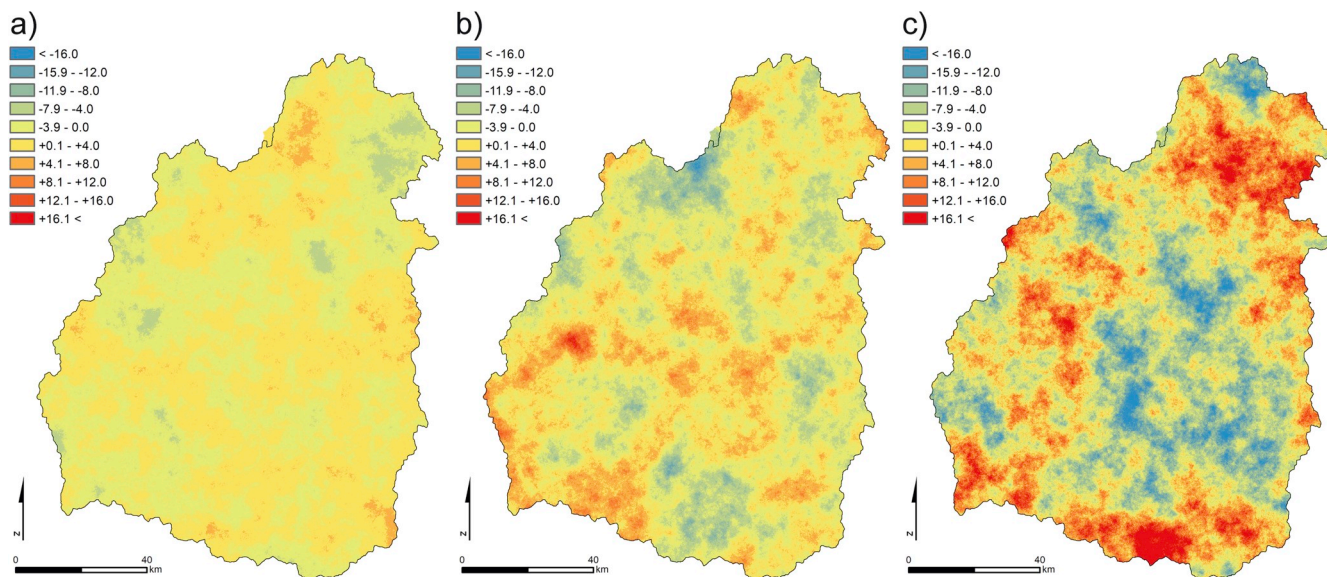 a)
< -16.0
-15.9 - -12.0
-11.9 - -8.0
-7.9 - -4.0
-3.9 - 0.0
+0.1 - +4.0
+4.1 - +8.0
+8.1 - +12.0
+12.1 - +16.0
+16.1 <
N
0 40
km
b)
< -16.0
-15.9 - -12.0
-11.9 - -8.0
-7.9 - -4.0
-3.9 - 0.0
+0.1 - +4.0
+4.1 - +8.0
+8.1 - +12.0
+12.1 - +16.0
+16.1 <
N
0 40
km
c)
< -16.0
-15.9 - -12.0
-11.9 - -8.0
-7.9 - -4.0
-3.9 - 0.0
+0.1 - +4.0
+4.1 - +8.0
+8.1 - +12.0
+12.1 - +16.0
+16.1 <
N
0 40
km